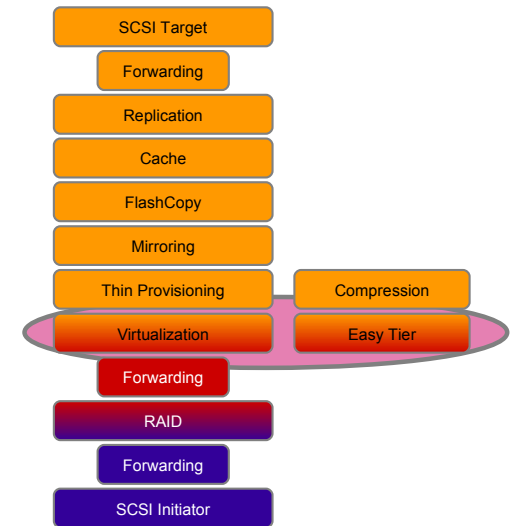 SCSI Target
Forwarding
Replication
Cache
FlashCopy
Mirroring
Thin Provisioning
Compression
Virtualization
Easy Tier
Forwarding
RAID
Forwarding
SCSI Initiator